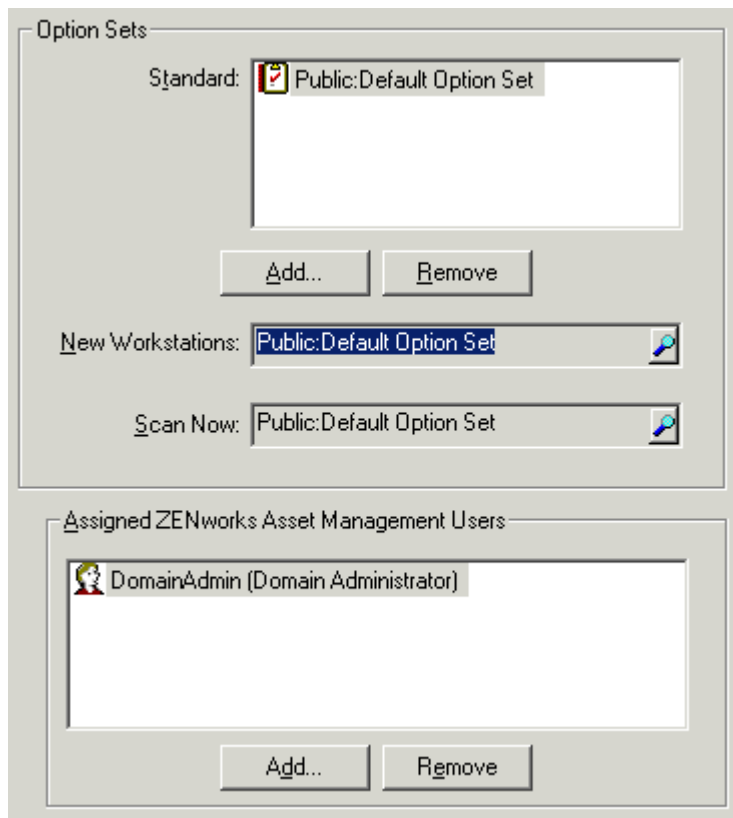 Option Sets
Standard: Public:Default Option Set
Add... Remove
New Workstations: Public:Default Option Set
Scan Now: Public:Default Option Set
Assigned ZENworks Asset Management Users
DomainAdmin (Domain Administrator)
Add... Remove